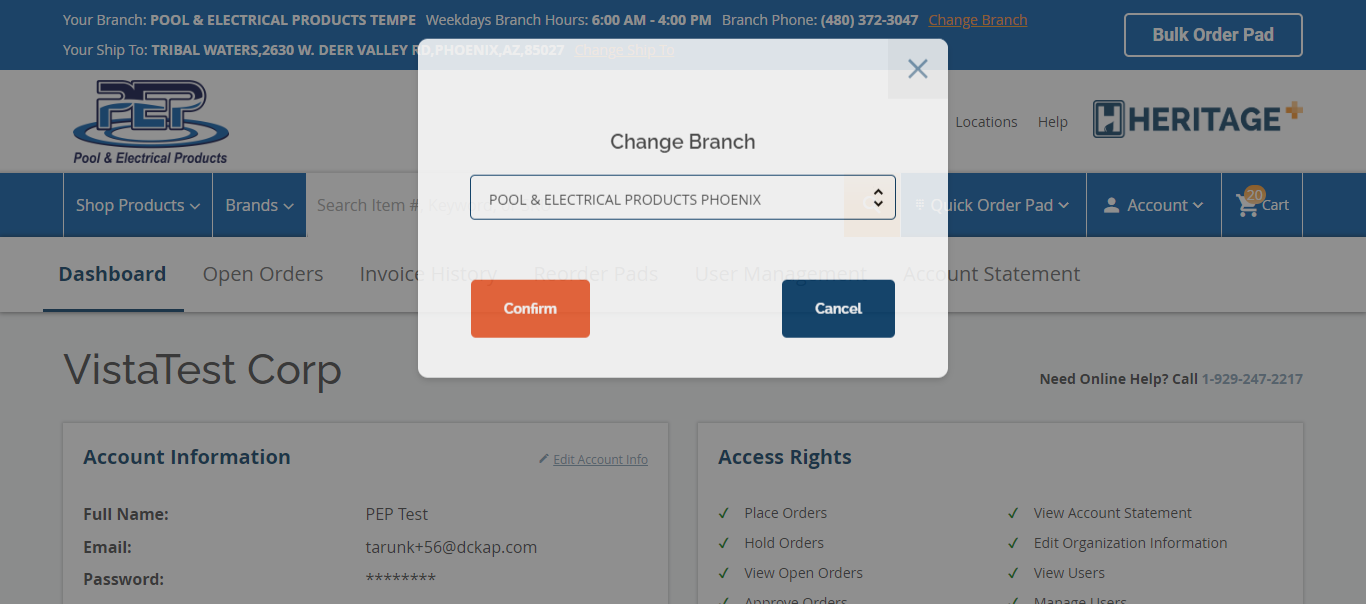 Your Branch: POOL & ELECTRICAL PRODUCTS TEMPE Weekdays Branch Hours: 6:00 AM - 4:00 PM Branch Phone: (480) 372-3047 Change Branch
Bulk Order Pad
Your Ship To: TRIBAL WATERS,2630 W. DEER VALLEY RD,PHOENIX,AZ,85027 Change Ship To
PEP
Pool & Electrical Products
Locations Help
HERITAGE+
Change Branch
POOL & ELECTRICAL PRODUCTS PHOENIX
Shop Products Brands Search Item #, Quick Order Pad Account 20 Cart
Dashboard Open Orders Invoice History Reorder Pads User Management Account Statement
Confirm Cancel
VistaTest Corp
Need Online Help? Call 1-929-247-2217
Account Information Edit Account Info
Full Name: PEP Test
Email: tarunk+56@dckap.com
Password: ********
Access Rights
Place Orders View Account Statement
Hold Orders Edit Organization Information
View Open Orders View Users
Approve Orders Manage Users